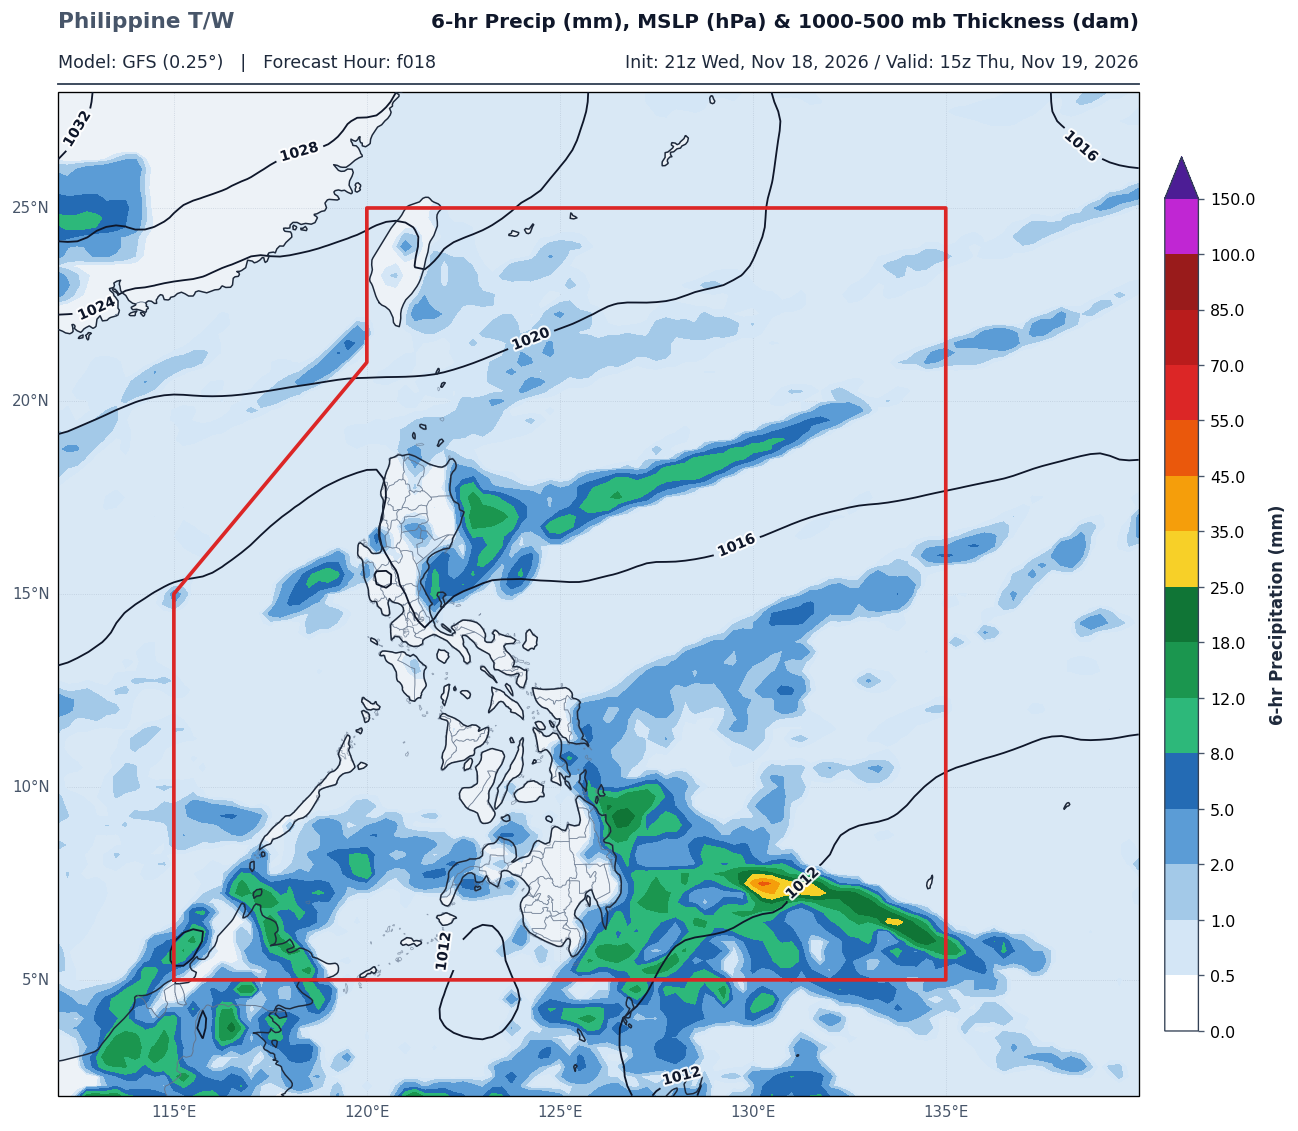 Philippine T/W
6-hr Precip (mm), MSLP (hPa) & 1000-500 mb Thickness (dam)
Model: GFS (0.25°) | Forecast Hour: f018
Init: 21z Wed, Nov 18, 2026 / Valid: 15z Thu, Nov 19, 2026
1032
1028
1016
1024
1020
1016
1012
1012
1012
25°N
20°N
15°N
10°N
5°N
115°E
120°E
125°E
130°E
135°E
150.0
100.0
85.0
70.0
55.0
45.0
35.0
25.0
18.0
12.0
8.0
5.0
2.0
1.0
0.5
0.0
6-hr Precipitation (mm)